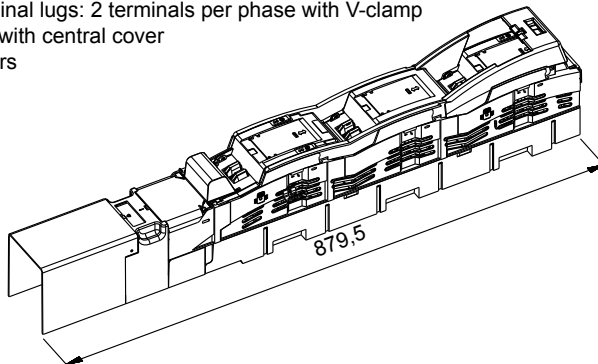 inal lugs: 2 terminals per phase with V-clamp
with central cover
rs
879,5